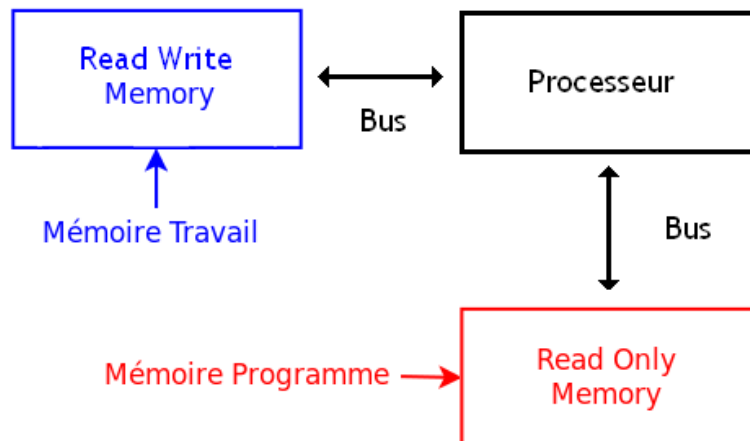 Read Write
Memory
Bus
Processeur
Mémoire Travail
Bus
Mémoire Programme
Read Only
Memory